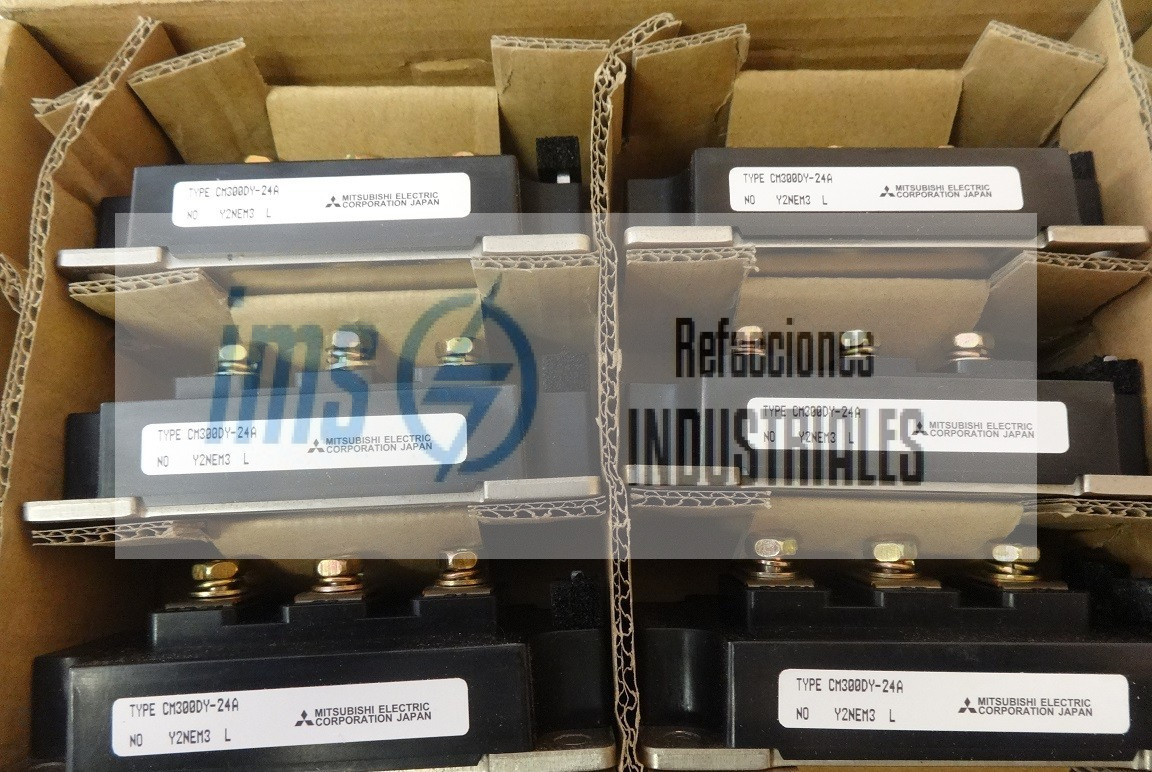 TYPE CM300DY-24A
NO Y2NEM3 L
MITSUBISHI ELECTRIC
CORPORATION JAPAN
TYPE CM300DY-24A
NO Y2NEM3 L
MITSUBISHI ELECTRIC
CORPORATION JAPAN
ims
Refacciones
INDUSTRIALES
TYPE CM300DY-24A
NO Y2NEM3 L
MITSUBISHI ELECTRIC
CORPORATION JAPAN
TYPE CM300DY-24A
NO Y2NEM3 L
MITSUBISHI ELECTRIC
CORPORATION JAPAN
TYPE CM300DY-24A
NO Y2NEM3 L
MITSUBISHI ELECTRIC
CORPORATION JAPAN
TYPE CM300DY-24A
NO Y2NEM3 L
MITSUBISHI ELECTRIC
CORPORATION JAPAN